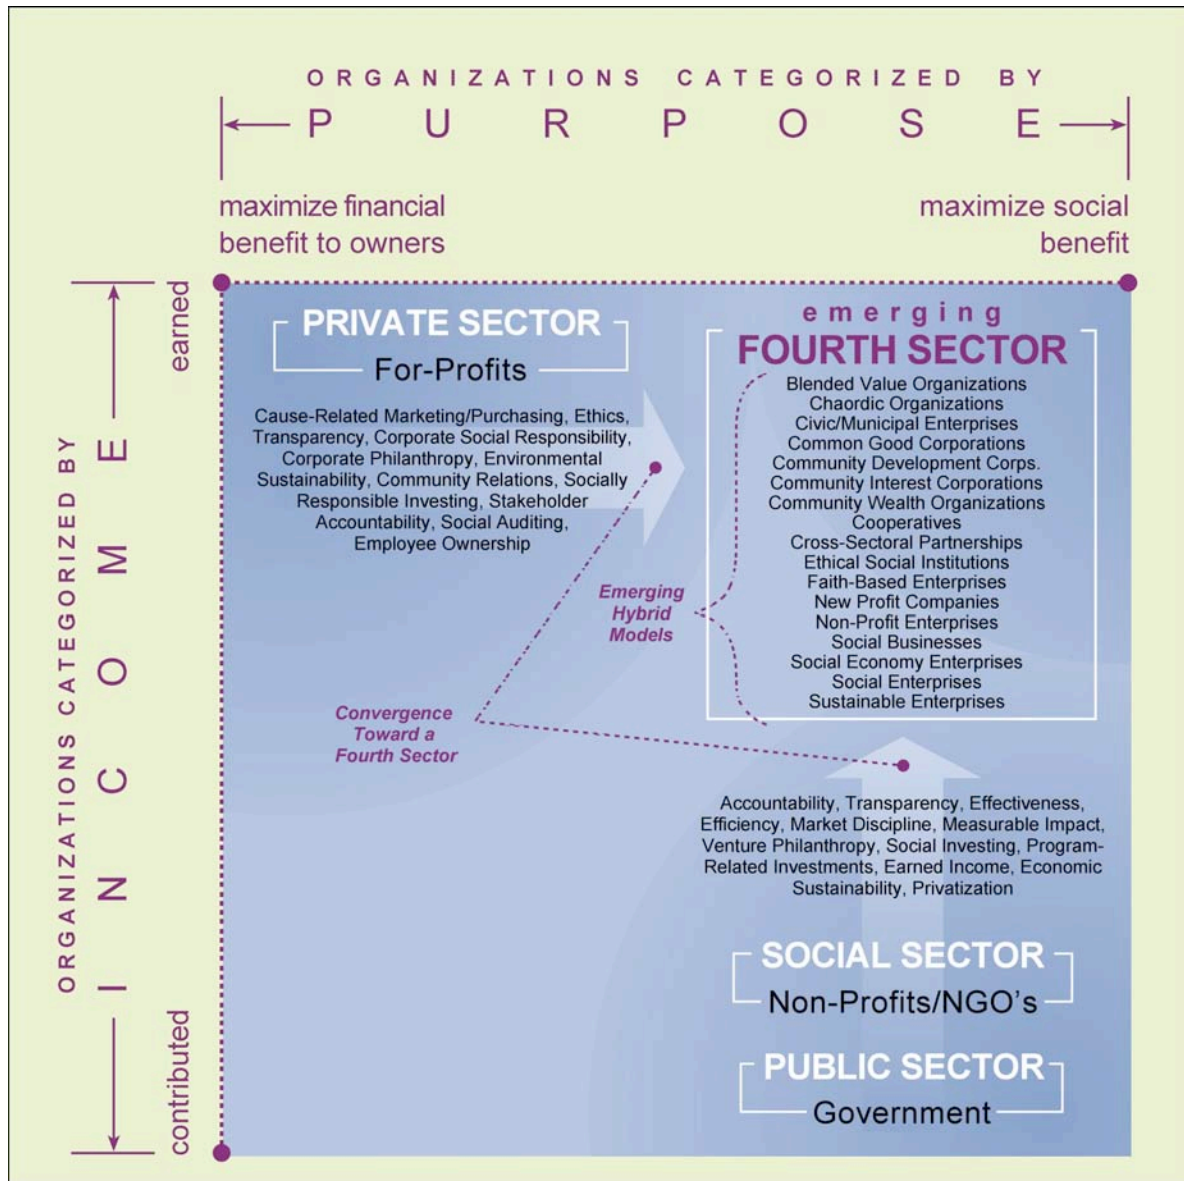 ORGANIZATIONS CATEGORIZED BY
PURPOSE
maximize financial
benefit to owners
maximize social
benefit
ORGANIZATIONS CATEGORIZED BY
INCOME
earned
contributed
PRIVATE SECTOR
For-Profits
Cause-Related Marketing/Purchasing, Ethics,
Transparency, Corporate Social Responsibility,
Corporate Philanthropy, Environmental
Sustainability, Community Relations, Socially
Responsible Investing, Stakeholder
Accountability, Social Auditing,
Employee Ownership
emerging
FOURTH SECTOR
Blended Value Organizations
Chaordic Organizations
Civic/Municipal Enterprises
Common Good Corporations
Community Development Corps.
Community Interest Corporations
Community Wealth Organizations
Cooperatives
Cross-Sectoral Partnerships
Ethical Social Institutions
Faith-Based Enterprises
New Profit Companies
Non-Profit Enterprises
Social Businesses
Social Economy Enterprises
Social Enterprises
Sustainable Enterprises
Emerging
Hybrid
Models
Convergence
Toward a
Fourth Sector
Accountability, Transparency, Effectiveness,
Efficiency, Market Discipline, Measurable Impact,
Venture Philanthropy, Social Investing, Program-
Related Investments, Earned Income, Economic
Sustainability, Privatization
SOCIAL SECTOR
Non-Profits/NGO's
PUBLIC SECTOR
Government